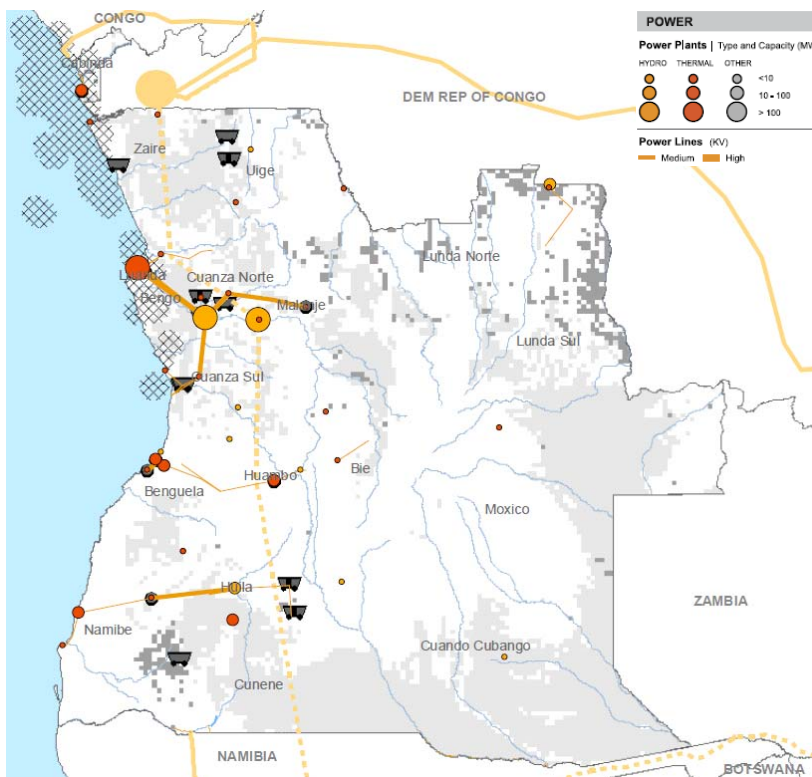 CONGO
POWER
Power Plants | Type and Capacity (MW
HYDRO THERMAL OTHER
<10
10 - 100
> 100
Power Lines (KV)
Medium High
Cabinda
DEM REP OF CONGO
Zaire
Uige
Lunda Norte
Luanda
Cuanza Norte
Bengo
Malanje
Lunda Sul
Cuanza Sul
Bie
Huambo
Benguela
Moxico
Huila
ZAMBIA
Namibe
Cuando Cubango
Cunene
NAMIBIA
BOTSWANA